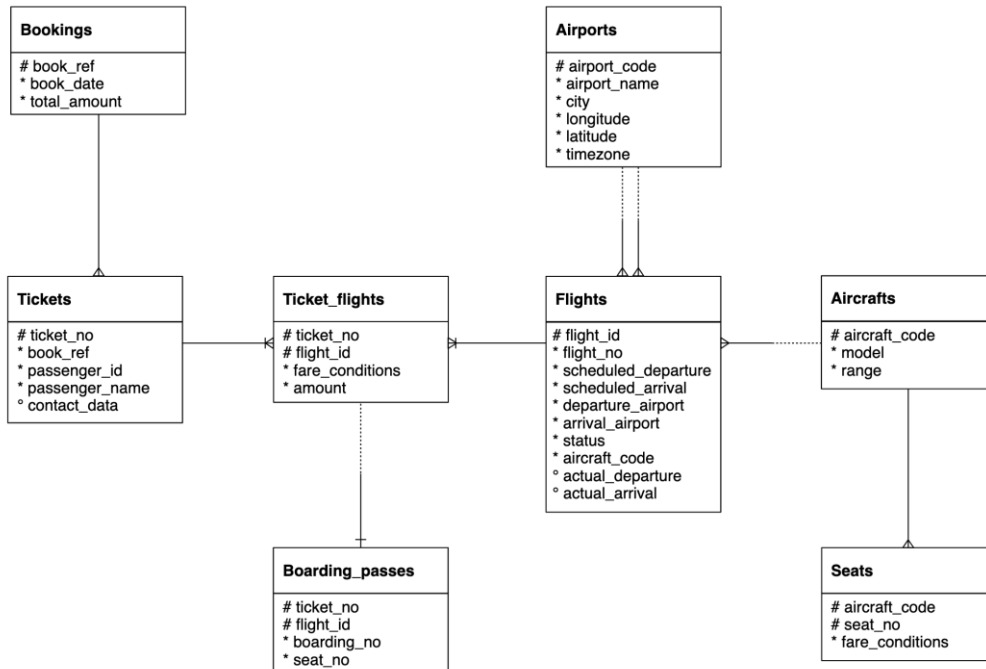 Bookings
# book_ref
* book_date
* total_amount
Airports
# airport_code
* airport_name
* city
* longitude
* latitude
* timezone
Tickets
# ticket_no
* book_ref
* passenger_id
* passenger_name
° contact_data
Ticket_flights
# ticket_no
# flight_id
* fare_conditions
* amount
Flights
# flight_id
* flight_no
* scheduled_departure
* scheduled_arrival
* departure_airport
* arrival_airport
* status
* aircraft_code
° actual_departure
° actual_arrival
Aircrafts
# aircraft_code
* model
* range
Boarding_passes
# ticket_no
# flight_id
* boarding_no
* seat_no
Seats
# aircraft_code
# seat_no
* fare_conditions